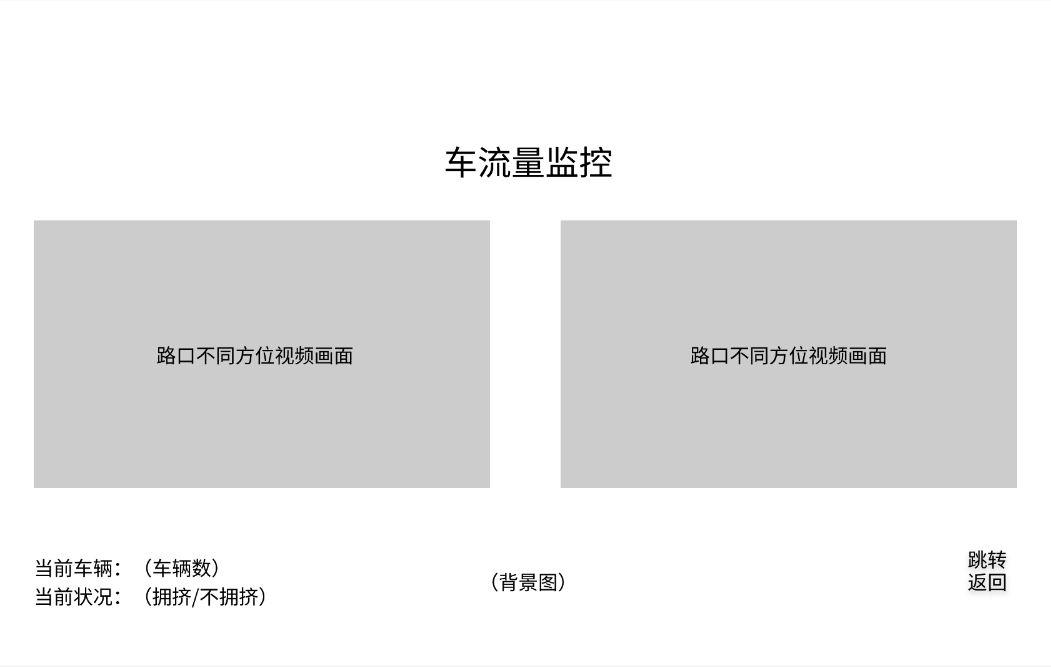 车流量监控
路口不同方位视频画面
路口不同方位视频画面
当前车辆：（车辆数）
当前状况：（拥挤/不拥挤）
（背景图）
跳转
返回